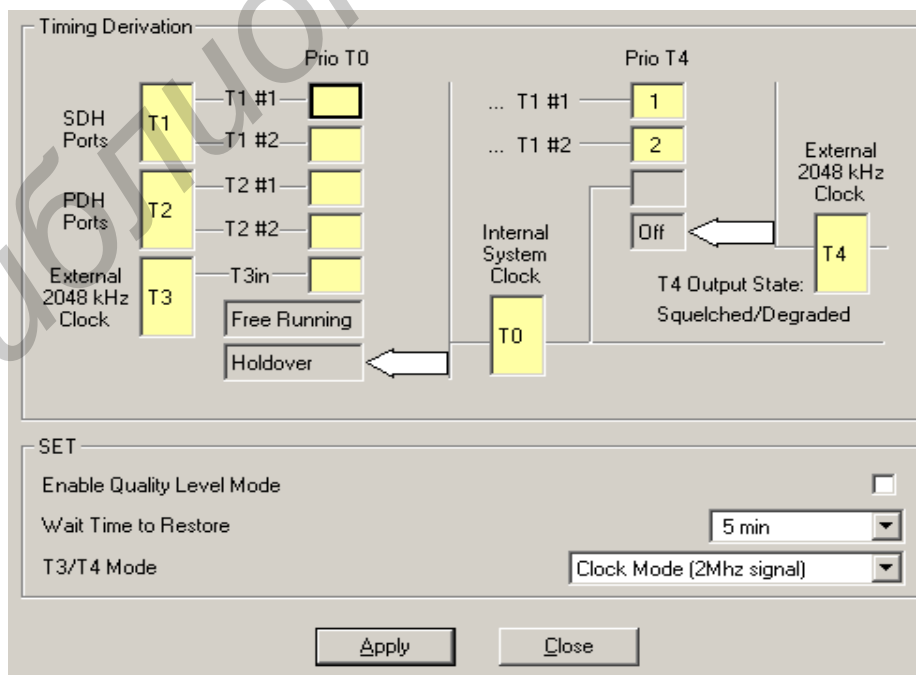 Timing Derivation
Prio T0
Prio T4
SDH Ports
T1
T1 #1
T1 #2
PDH Ports
T2
T2 #1
T2 #2
External 2048 kHz Clock
T3
T3in
Free Running
Holdover
... T1 #1
1
... T1 #2
2
Off
Internal System Clock
T0
External 2048 kHz Clock
T4
T4 Output State:
Squelched/Degraded
SET
Enable Quality Level Mode
Wait Time to Restore
5 min
T3/T4 Mode
Clock Mode (2Mhz signal)
Apply
Close